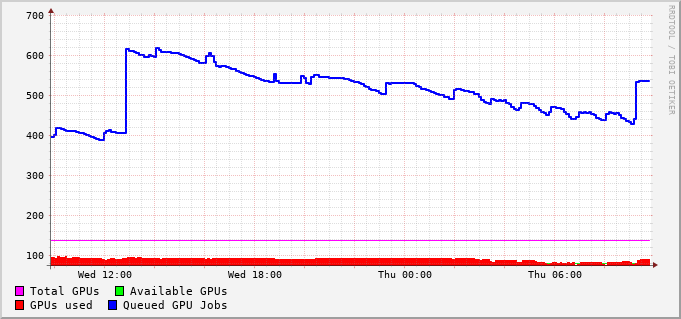 700
600
500
400
300
200
100
Wed 12:00 Wed 18:00 Thu 00:00 Thu 06:00
Total GPUs Available GPUs
GPUs used Queued GPU Jobs
RRDTOOL / TOBI OETIKER